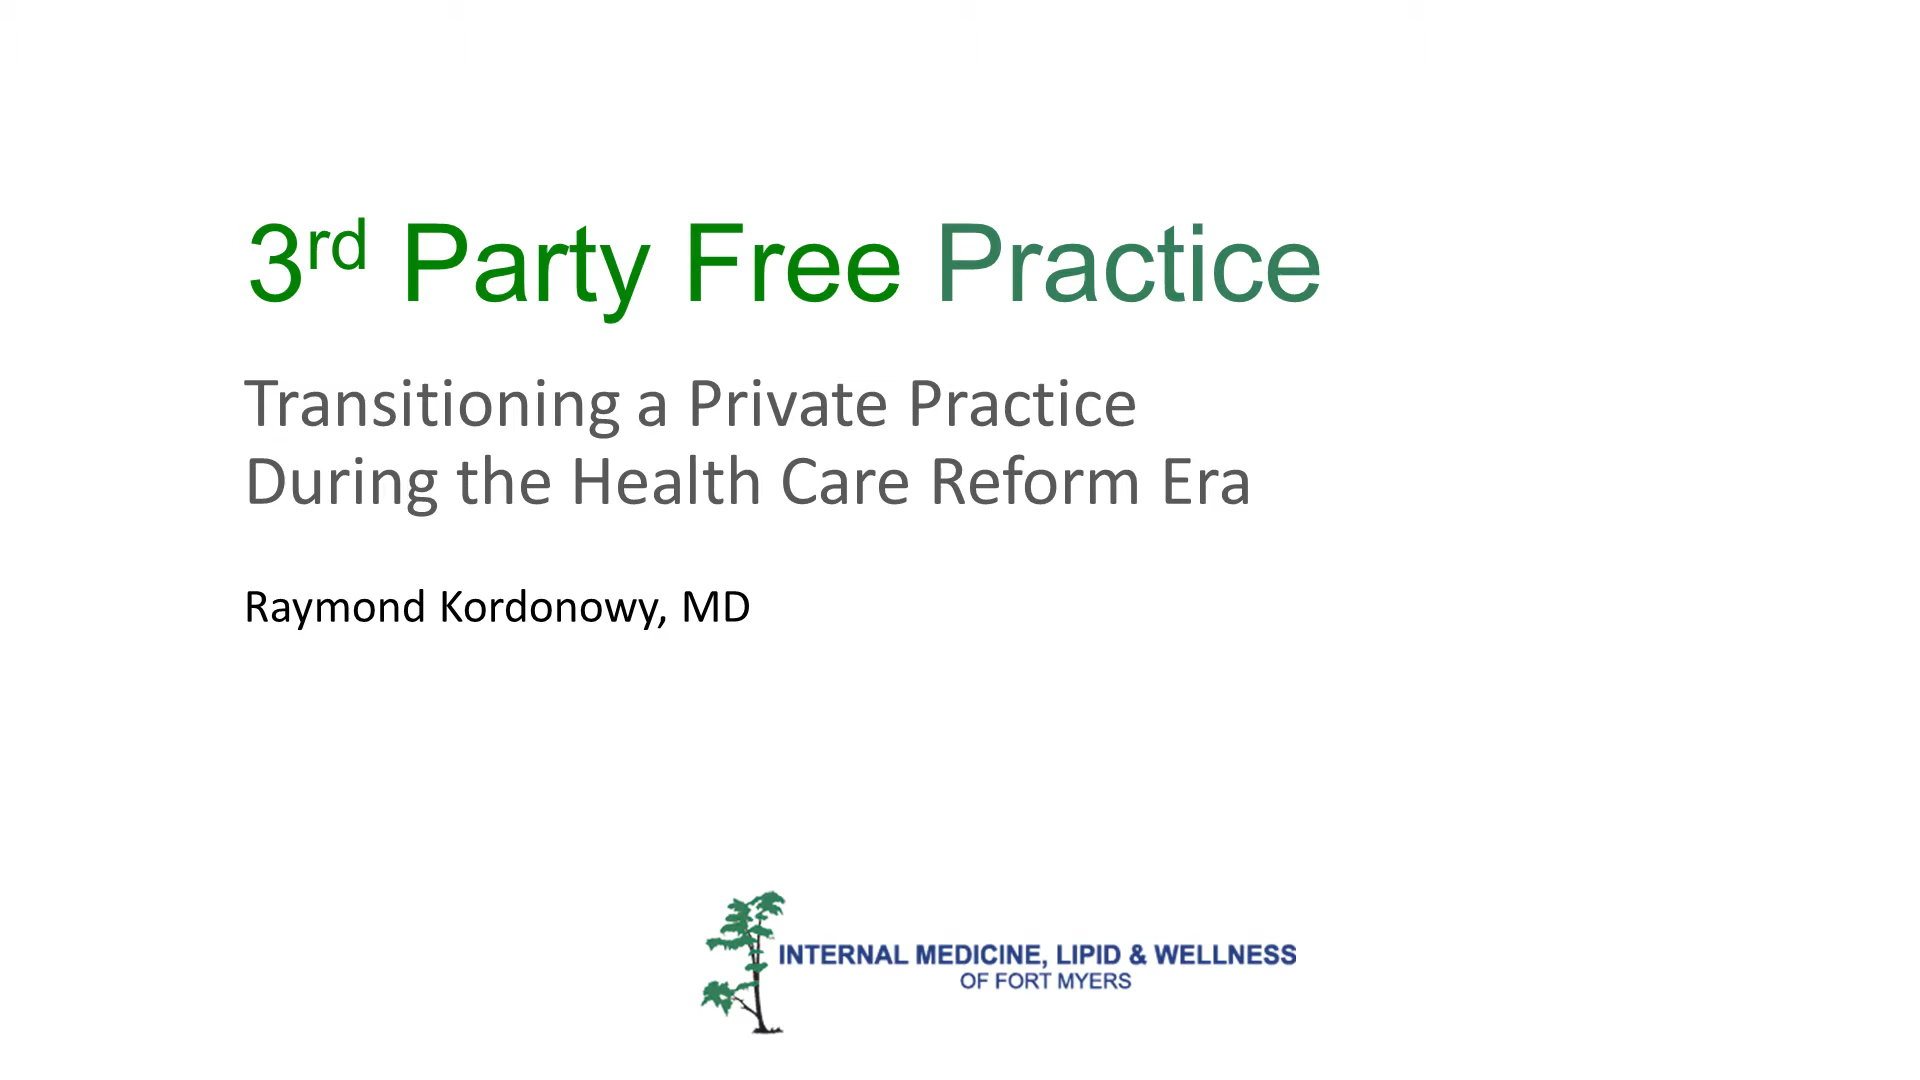 3rd Party Free Practice
Transitioning a Private Practice
During the Health Care Reform Era
Raymond Kordonowy, MD
INTERNAL MEDICINE, LIPID & WELLNESS
OF FORT MYERS